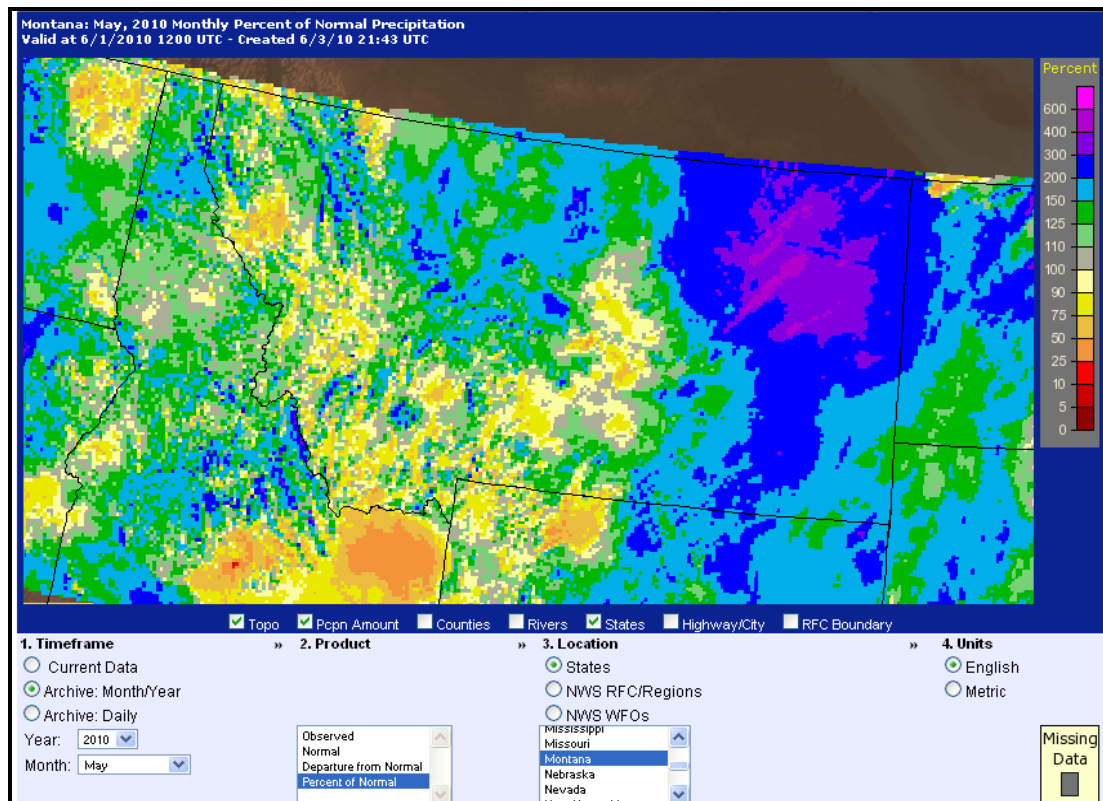 Montana: May, 2010 Monthly Percent of Normal Precipitation
Valid at 6/1/2010 1200 UTC - Created 6/3/10 21:43 UTC
Percent
600
400
300
200
150
125
110
100
90
75
50
25
10
5
0
Topo Pcpn Amount Counties Rivers States Highway/City RFC Boundary
1. Timeframe » 2. Product » 3. Location » 4. Units
Current Data
Archive: Month/Year
Archive: Daily
Year: 2010
Month: May
Observed
Normal
Departure from Normal
Percent of Normal
States
NWS RFC/Regions
NWS WFOs
Mississippi
Missouri
Montana
Nebraska
Nevada
English
Metric
Missing
Data